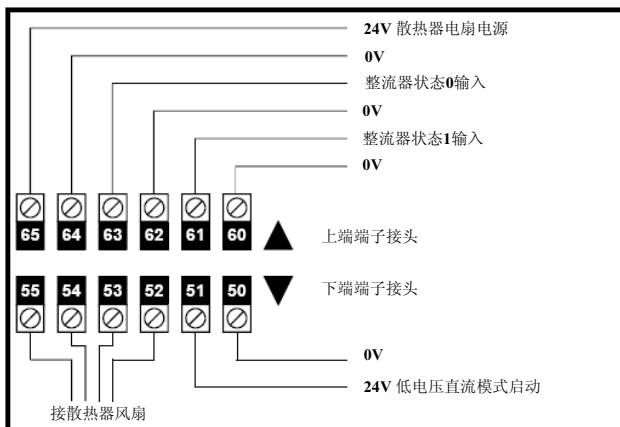 24V 散热器电扇电源
0V
整流器状态0输入
0V
整流器状态1输入
0V
65 64 63 62 61 60
上端端子接头
55 54 53 52 51 50
下端端子接头
0V
24V 低电压直流模式启动
接散热器风扇